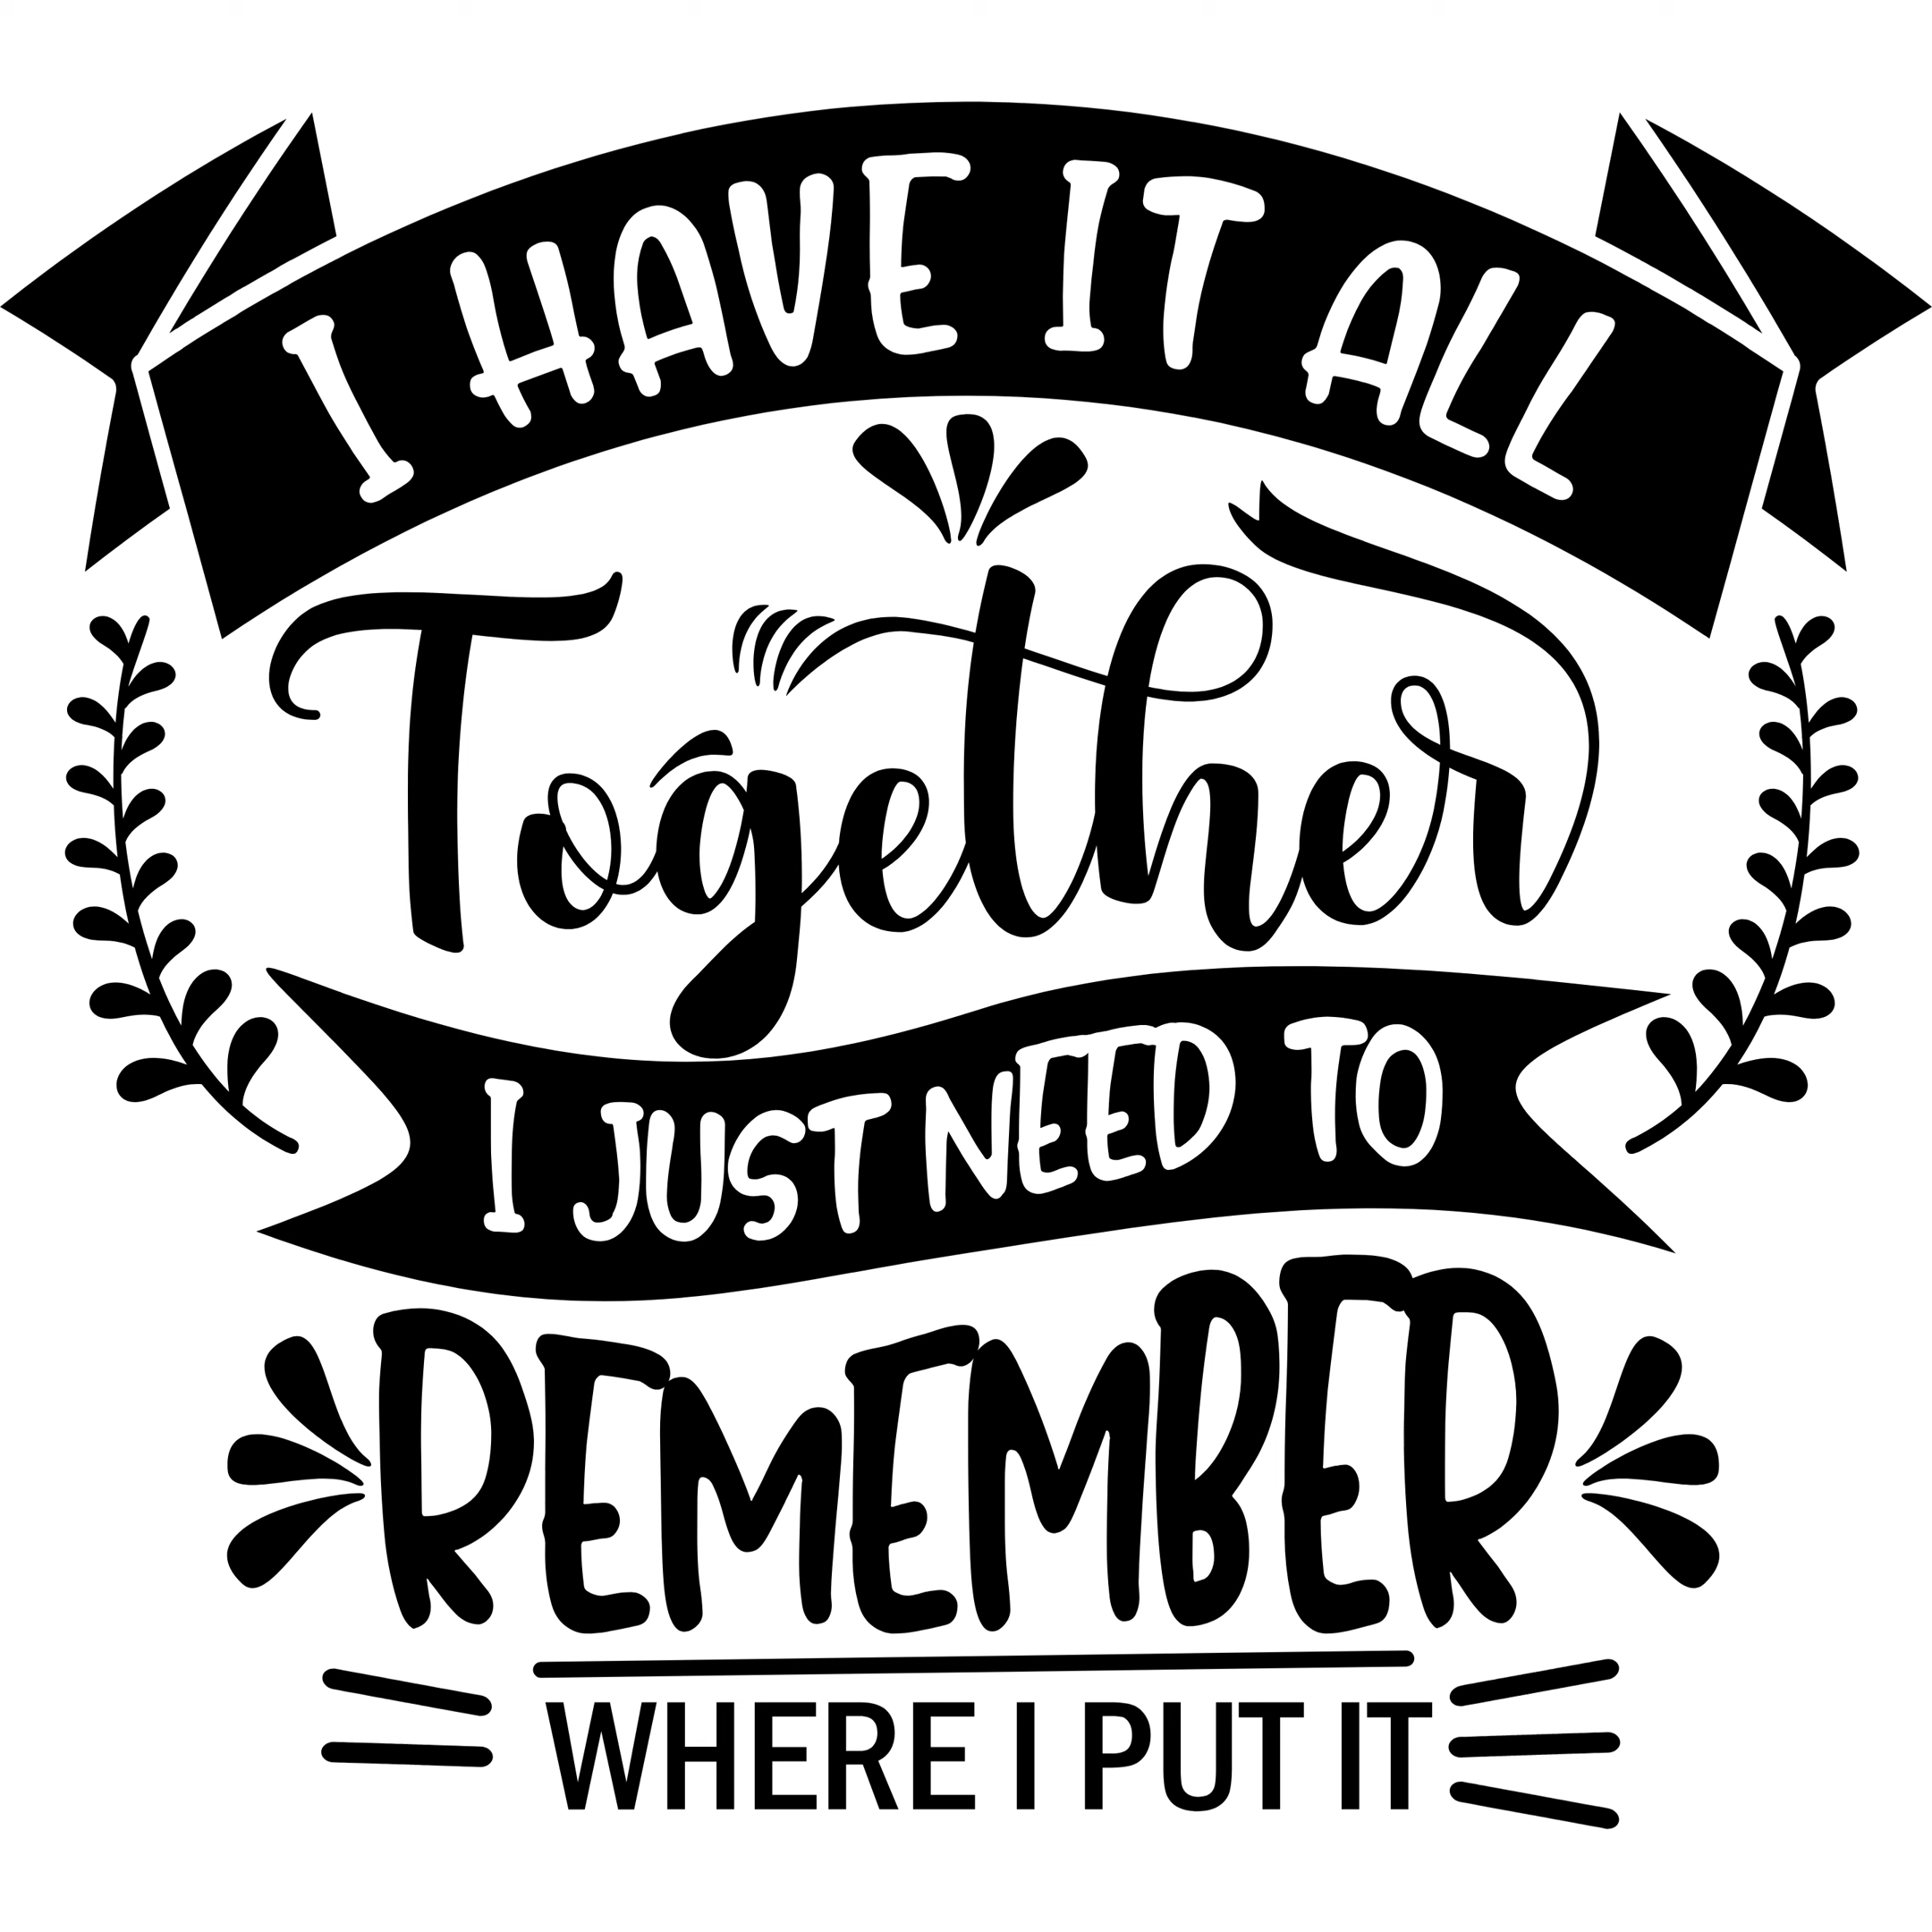 I HAVE IT ALL
Together
I JUST NEED TO
REMEMBER
WHERE I PUT IT